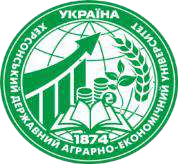 УКРАЇНА
ХЕРСОНСЬКИЙ ДЕРЖАВНИЙ АГРАРНО-ЕКОНОМІЧНИЙ УНІВЕРСИТЕТ
1874